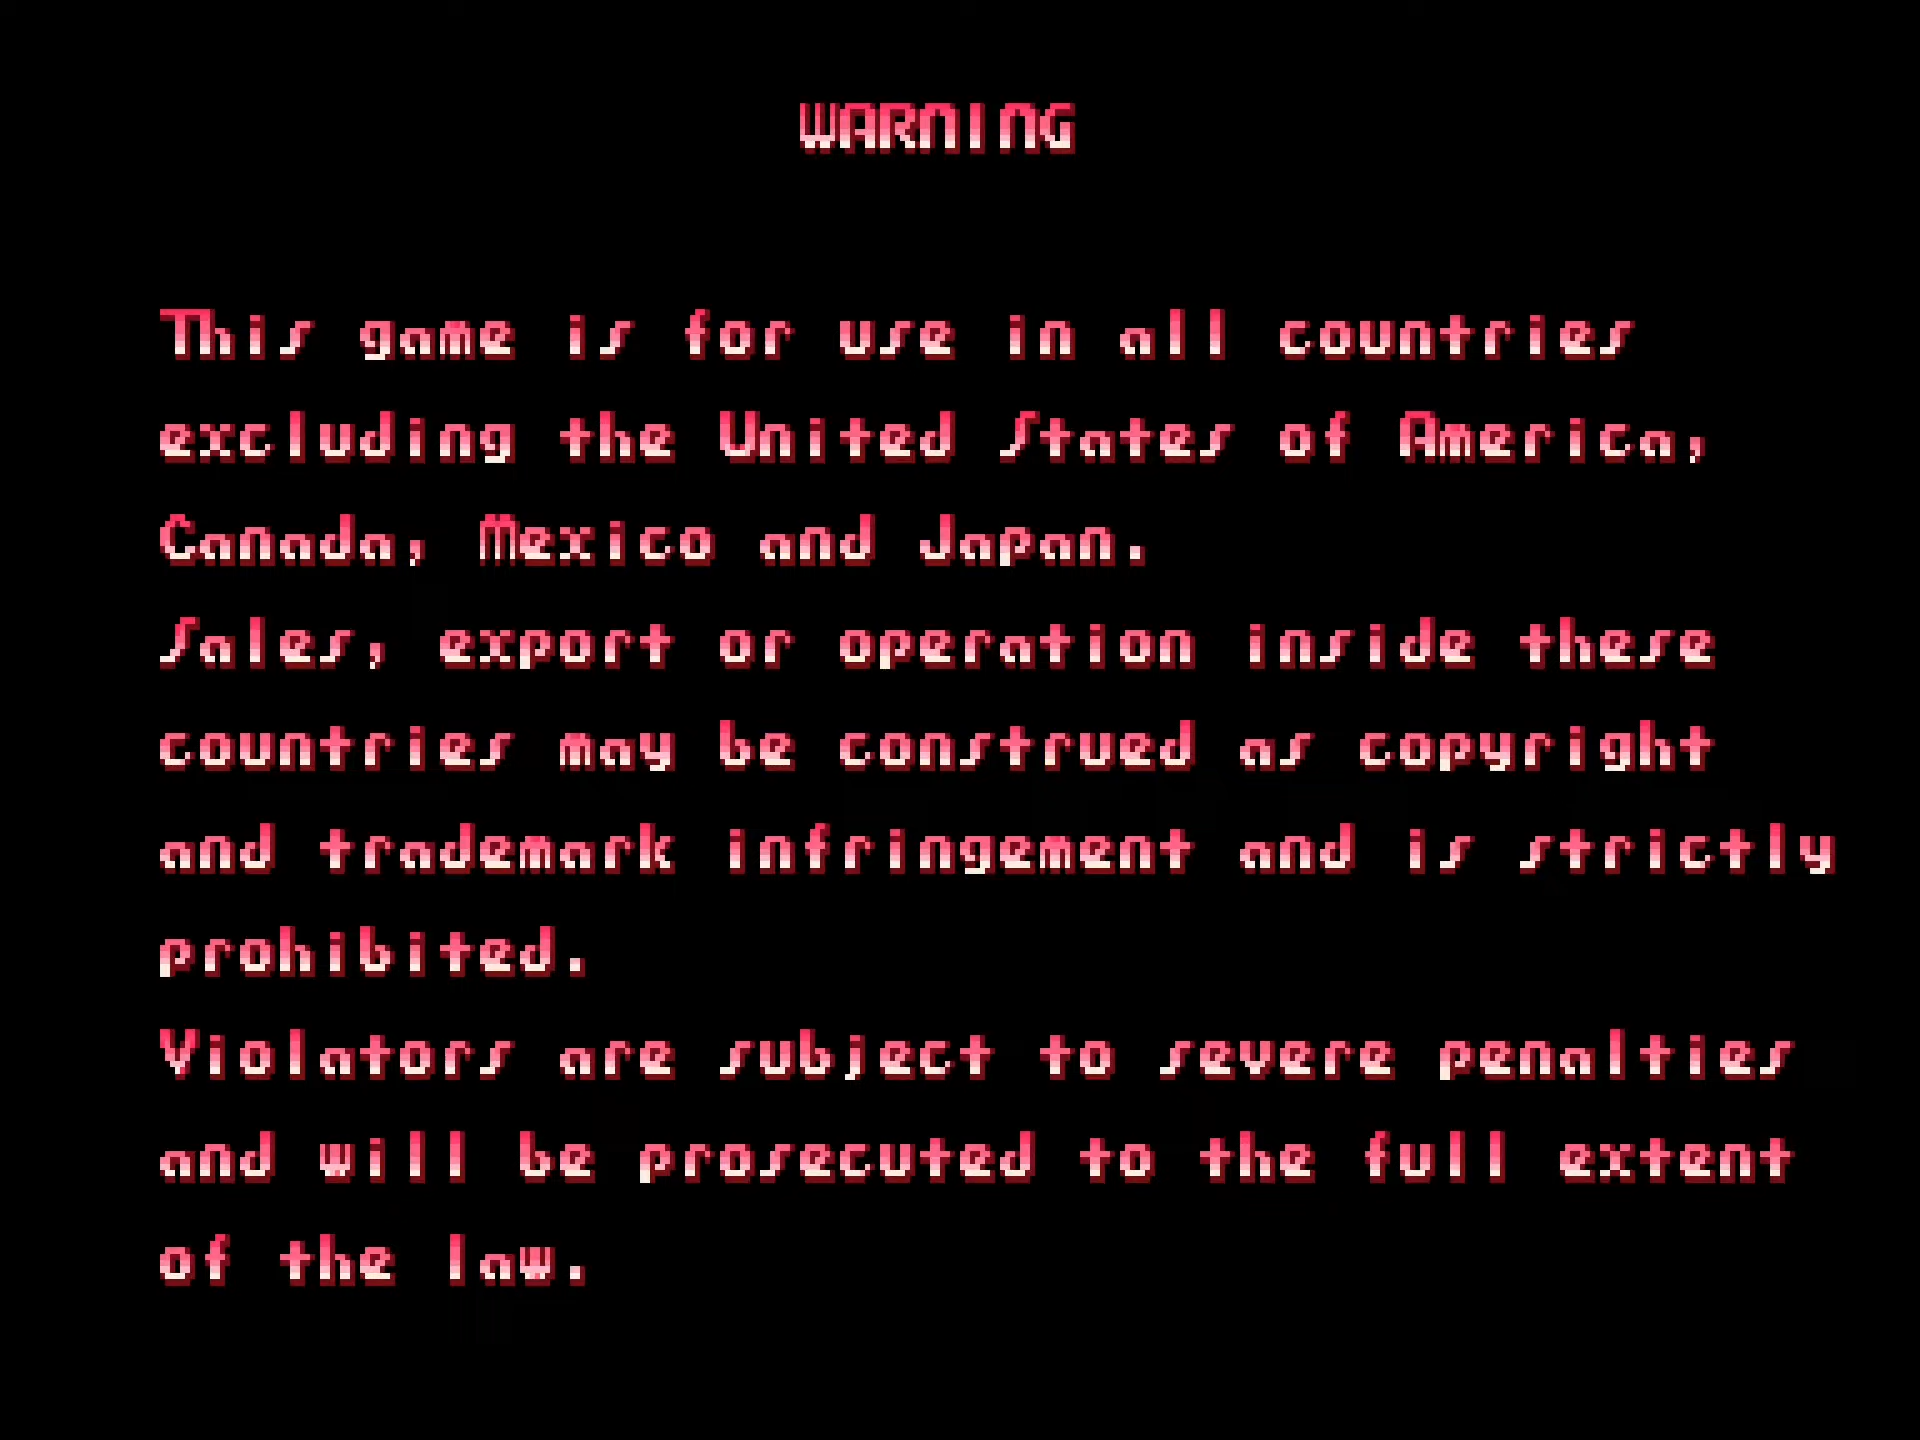 WARNING
This game is for use in all countries
excluding the United States of America,
Canada, Mexico and Japan.
Sales, export or operation inside these
countries may be construed as copyright
and trademark infringement and is strictly
prohibited.
Violators are subject to severe penalties
and will be prosecuted to the full extent
of the law.